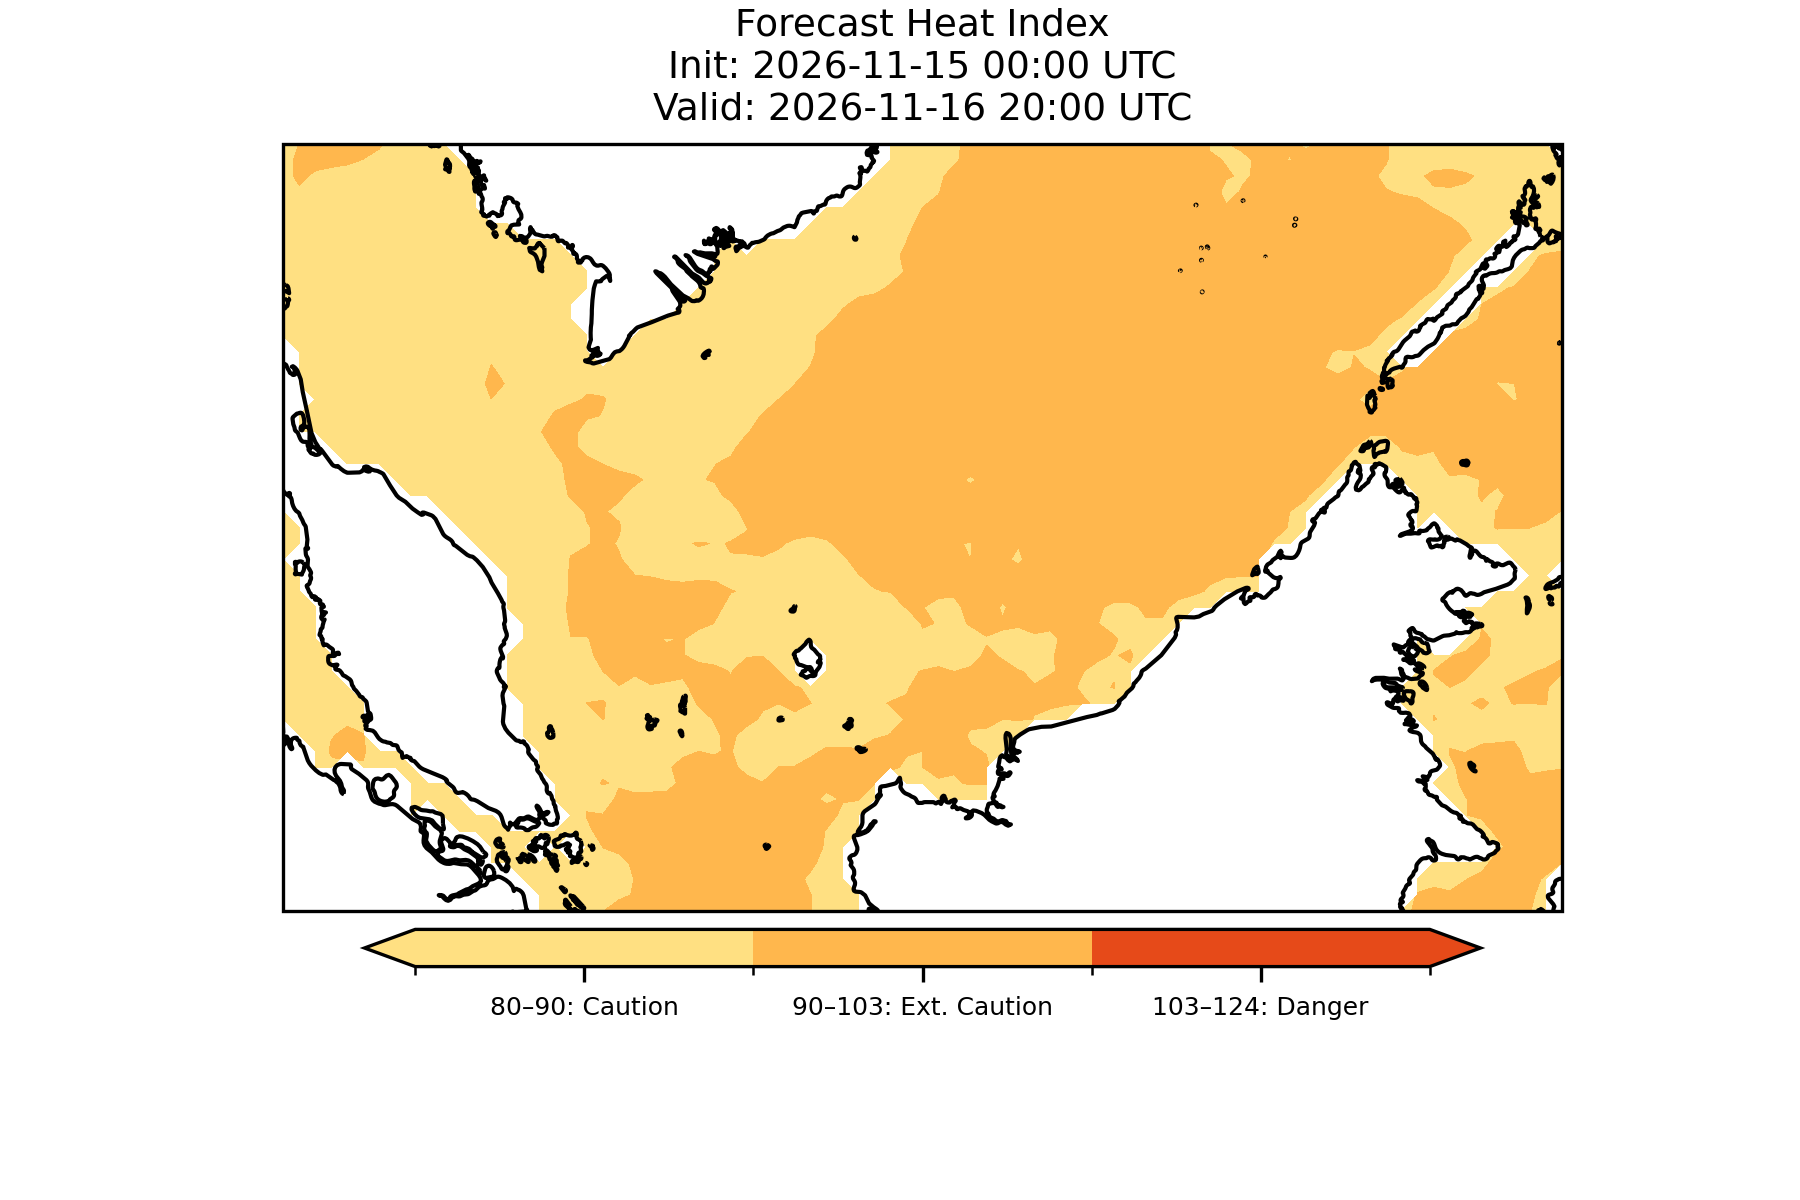 Forecast Heat Index
Init: 2026-11-15 00:00 UTC
Valid: 2026-11-16 20:00 UTC
80–90: Caution
90–103: Ext. Caution
103–124: Danger